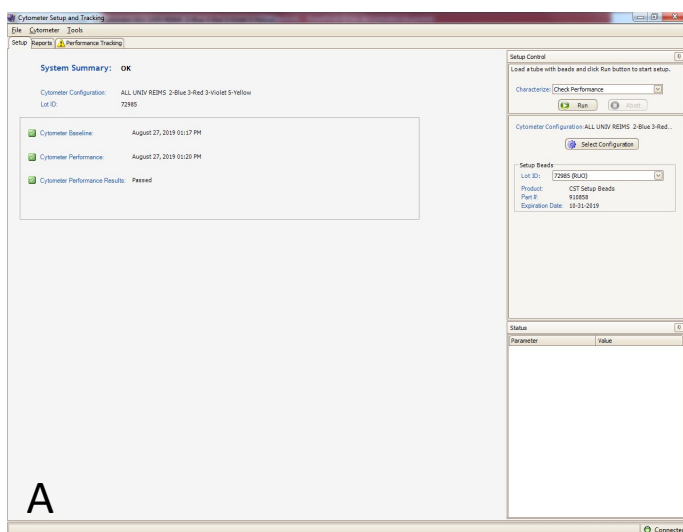 Cytometer Setup and Tracking
File Cytometer Tools
Setup Reports Performance Tracking
System Summary: OK
Cytometer Configuration: ALL UNIV REIMS 2-Blue 3-Red 3-Violet 5-Yellow
Lot ID: 72985
Cytometer Baseline: August 27, 2019 01:17 PM
Cytometer Performance: August 27, 2019 01:20 PM
Cytometer Performance Results: Passed
A
Setup Control
Load a tube with beads and click Run button to start setup.
Characterize: Check Performance
Run Abort
Cytometer Configuration:ALL UNIV REIMS 2-Blue 3-Red...
Select Configuration
Setup Beads
Lot ID: 72985 (RUO)
Product: CST Setup Beads
Part #: 910858
Expiration Date: 10-31-2019
Status
Parameter Value
Connected